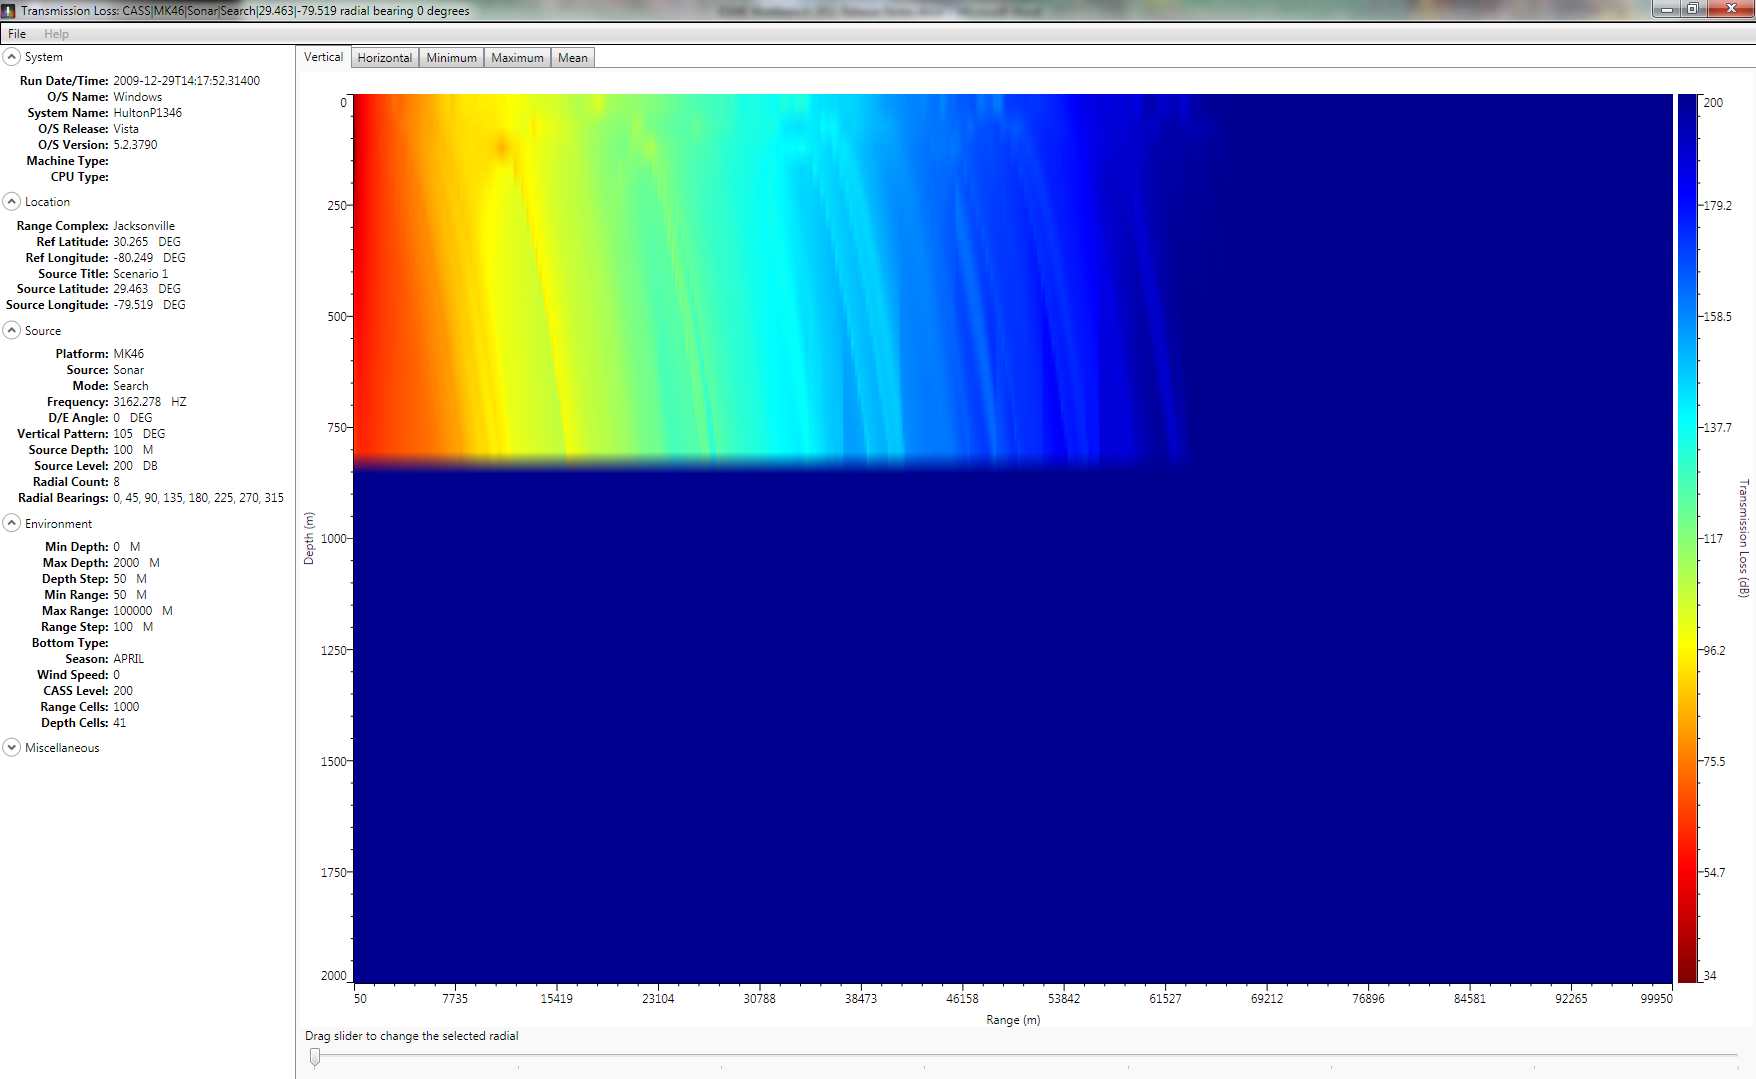 Transmission Loss: CASS|MK46|Sonar|Search|29.463|-79.519 radial bearing 0 degrees
File Help
System
Run Date/Time: 2009-12-29T14:17:52.31400
O/S Name: Windows
System Name: HultonP1346
O/S Release: Vista
O/S Version: 5.2.3790
Machine Type:
CPU Type:
Location
Range Complex: Jacksonville
Ref Latitude: 30.265 DEG
Ref Longitude: -80.249 DEG
Source Title: Scenario 1
Source Latitude: 29.463 DEG
Source Longitude: -79.519 DEG
Source
Platform: MK46
Source: Sonar
Mode: Search
Frequency: 3162.278 HZ
D/E Angle: 0 DEG
Vertical Pattern: 105 DEG
Source Depth: 100 M
Source Level: 200 DB
Radial Count: 8
Radial Bearings: 0, 45, 90, 135, 180, 225, 270, 315
Environment
Min Depth: 0 M
Max Depth: 2000 M
Depth Step: 50 M
Min Range: 50 M
Max Range: 100000 M
Range Step: 100 M
Bottom Type:
Season: APRIL
Wind Speed: 0
CASS Level: 200
Range Cells: 1000
Depth Cells: 41
Miscellaneous
Vertical Horizontal Minimum Maximum Mean
0
250
500
750
1000
1250
1500
1750
2000
Depth (m)
50 7735 15419 23104 30788 38473 46158 53842 61527 69212 76896 84581 92265 99950
Range (m)
200
179.2
158.5
137.7
117
96.2
75.5
54.7
34
Transmission Loss (dB)
Drag slider to change the selected radial